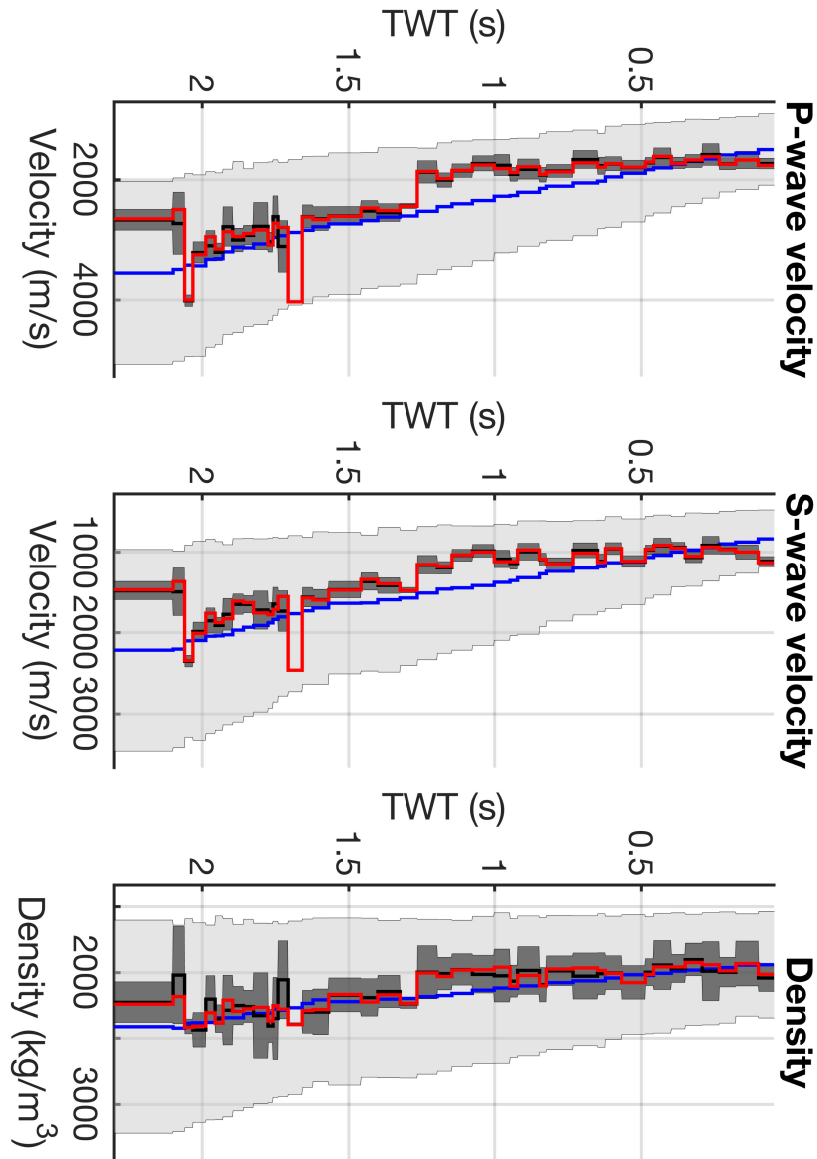 P-wave velocity
TWT (s)
0.5
1
1.5
2
2000
4000
Velocity (m/s)
S-wave velocity
TWT (s)
0.5
1
1.5
2
1000
2000
3000
Velocity (m/s)
Density
TWT (s)
0.5
1
1.5
2
2000
3000
Density (kg/m³)